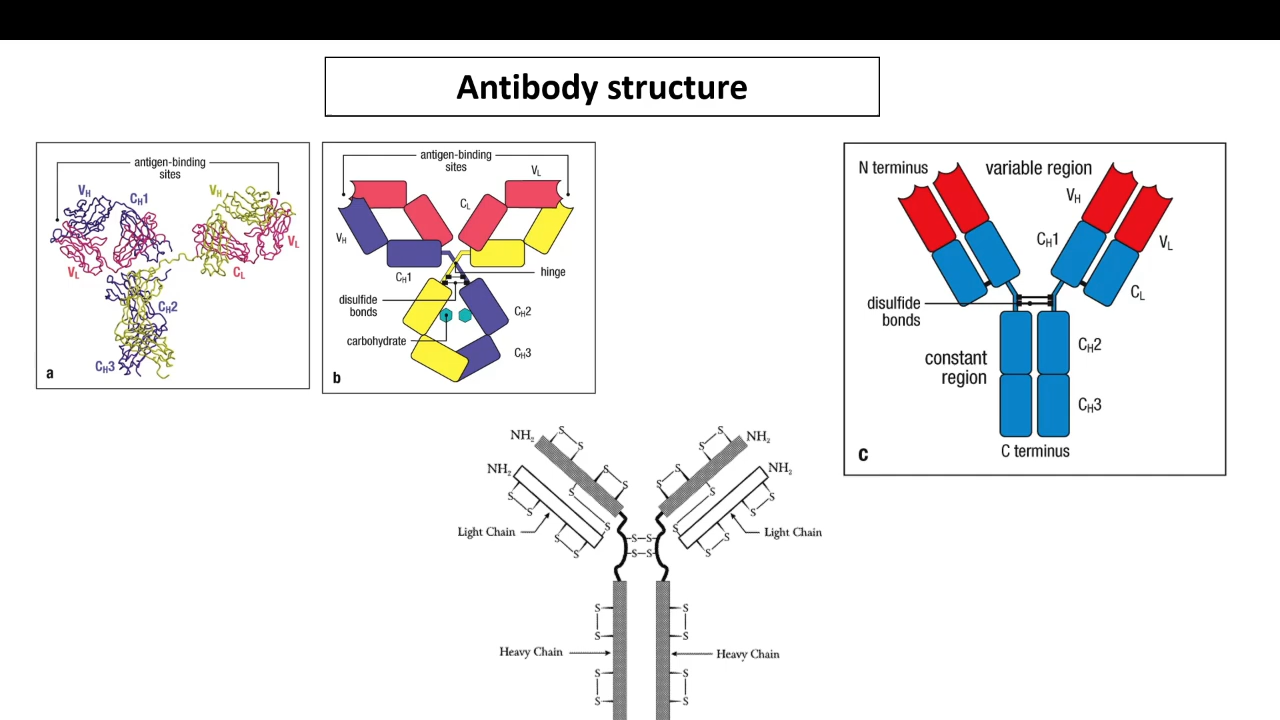 Antibody structure
antigen-binding
sites
VH
CH1
VH
VL
VL
CL
CH2
CH3
a
antigen-binding
sites
VL
CL
VH
CH1
hinge
disulfide
bonds
CH2
carbohydrate
CH3
b
N terminus
variable region
VH
CH1
VL
CL
disulfide
bonds
CH2
constant
region
CH3
C terminus
c
NH2
S
S
S
S
NH2
NH2
S
S
S
S
NH2
S
S
S
S
S
S
S
S
S
S
S
S
Light Chain
S–S
S–S
Light Chain
S
S
S
S
Heavy Chain
Heavy Chain
S
S
S
S